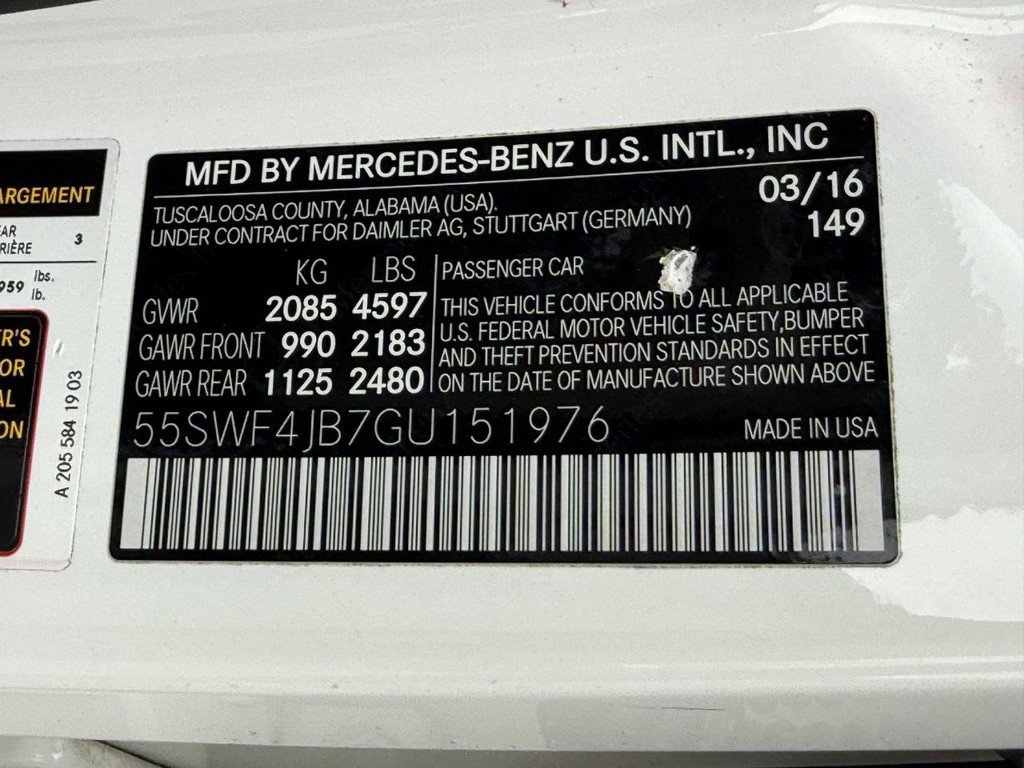 ARGEMENT
3
959 lbs.
lb.
A 205 584 19 03
MFD BY MERCEDES-BENZ U.S. INTL., INC
TUSCALOOSA COUNTY, ALABAMA (USA). 03/16
UNDER CONTRACT FOR DAIMLER AG, STUTTGART (GERMANY) 149
KG LBS
GVWR 2085 4597
GAWR FRONT 990 2183
GAWR REAR 1125 2480
PASSENGER CAR
THIS VEHICLE CONFORMS TO ALL APPLICABLE
U.S. FEDERAL MOTOR VEHICLE SAFETY,BUMPER
AND THEFT PREVENTION STANDARDS IN EFFECT
ON THE DATE OF MANUFACTURE SHOWN ABOVE
55SWF4JB7GU151976 MADE IN USA